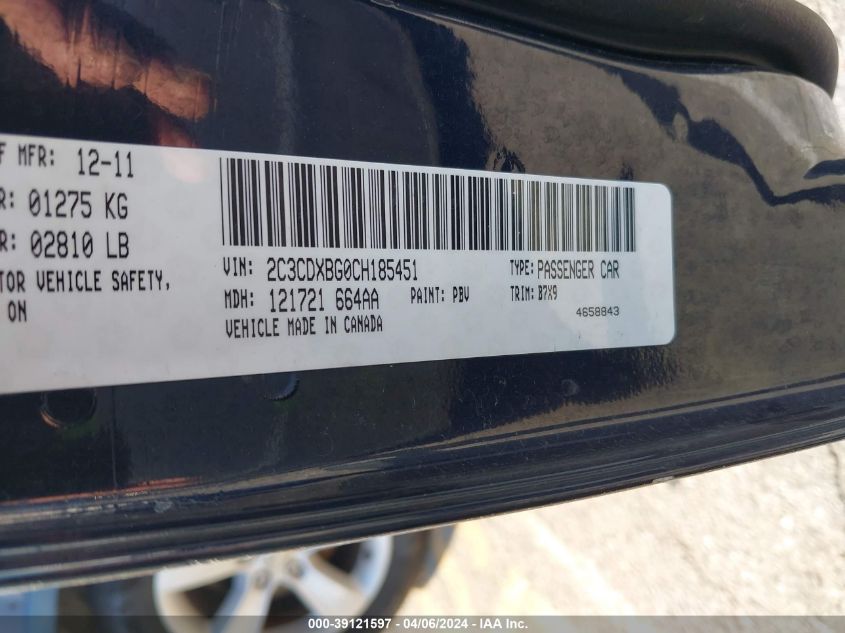 F MFR: 12-11
R: 01275 KG
R: 02810 LB
TOR VEHICLE SAFETY,
ON
VIN: 2C3CDXBG0CH185451 TYPE: PASSENGER CAR
MDH: 121721 664AA PAINT: PBV TRIM: B7X9
VEHICLE MADE IN CANADA 4658843
000-39121597 - 04/06/2024 - IAA Inc.